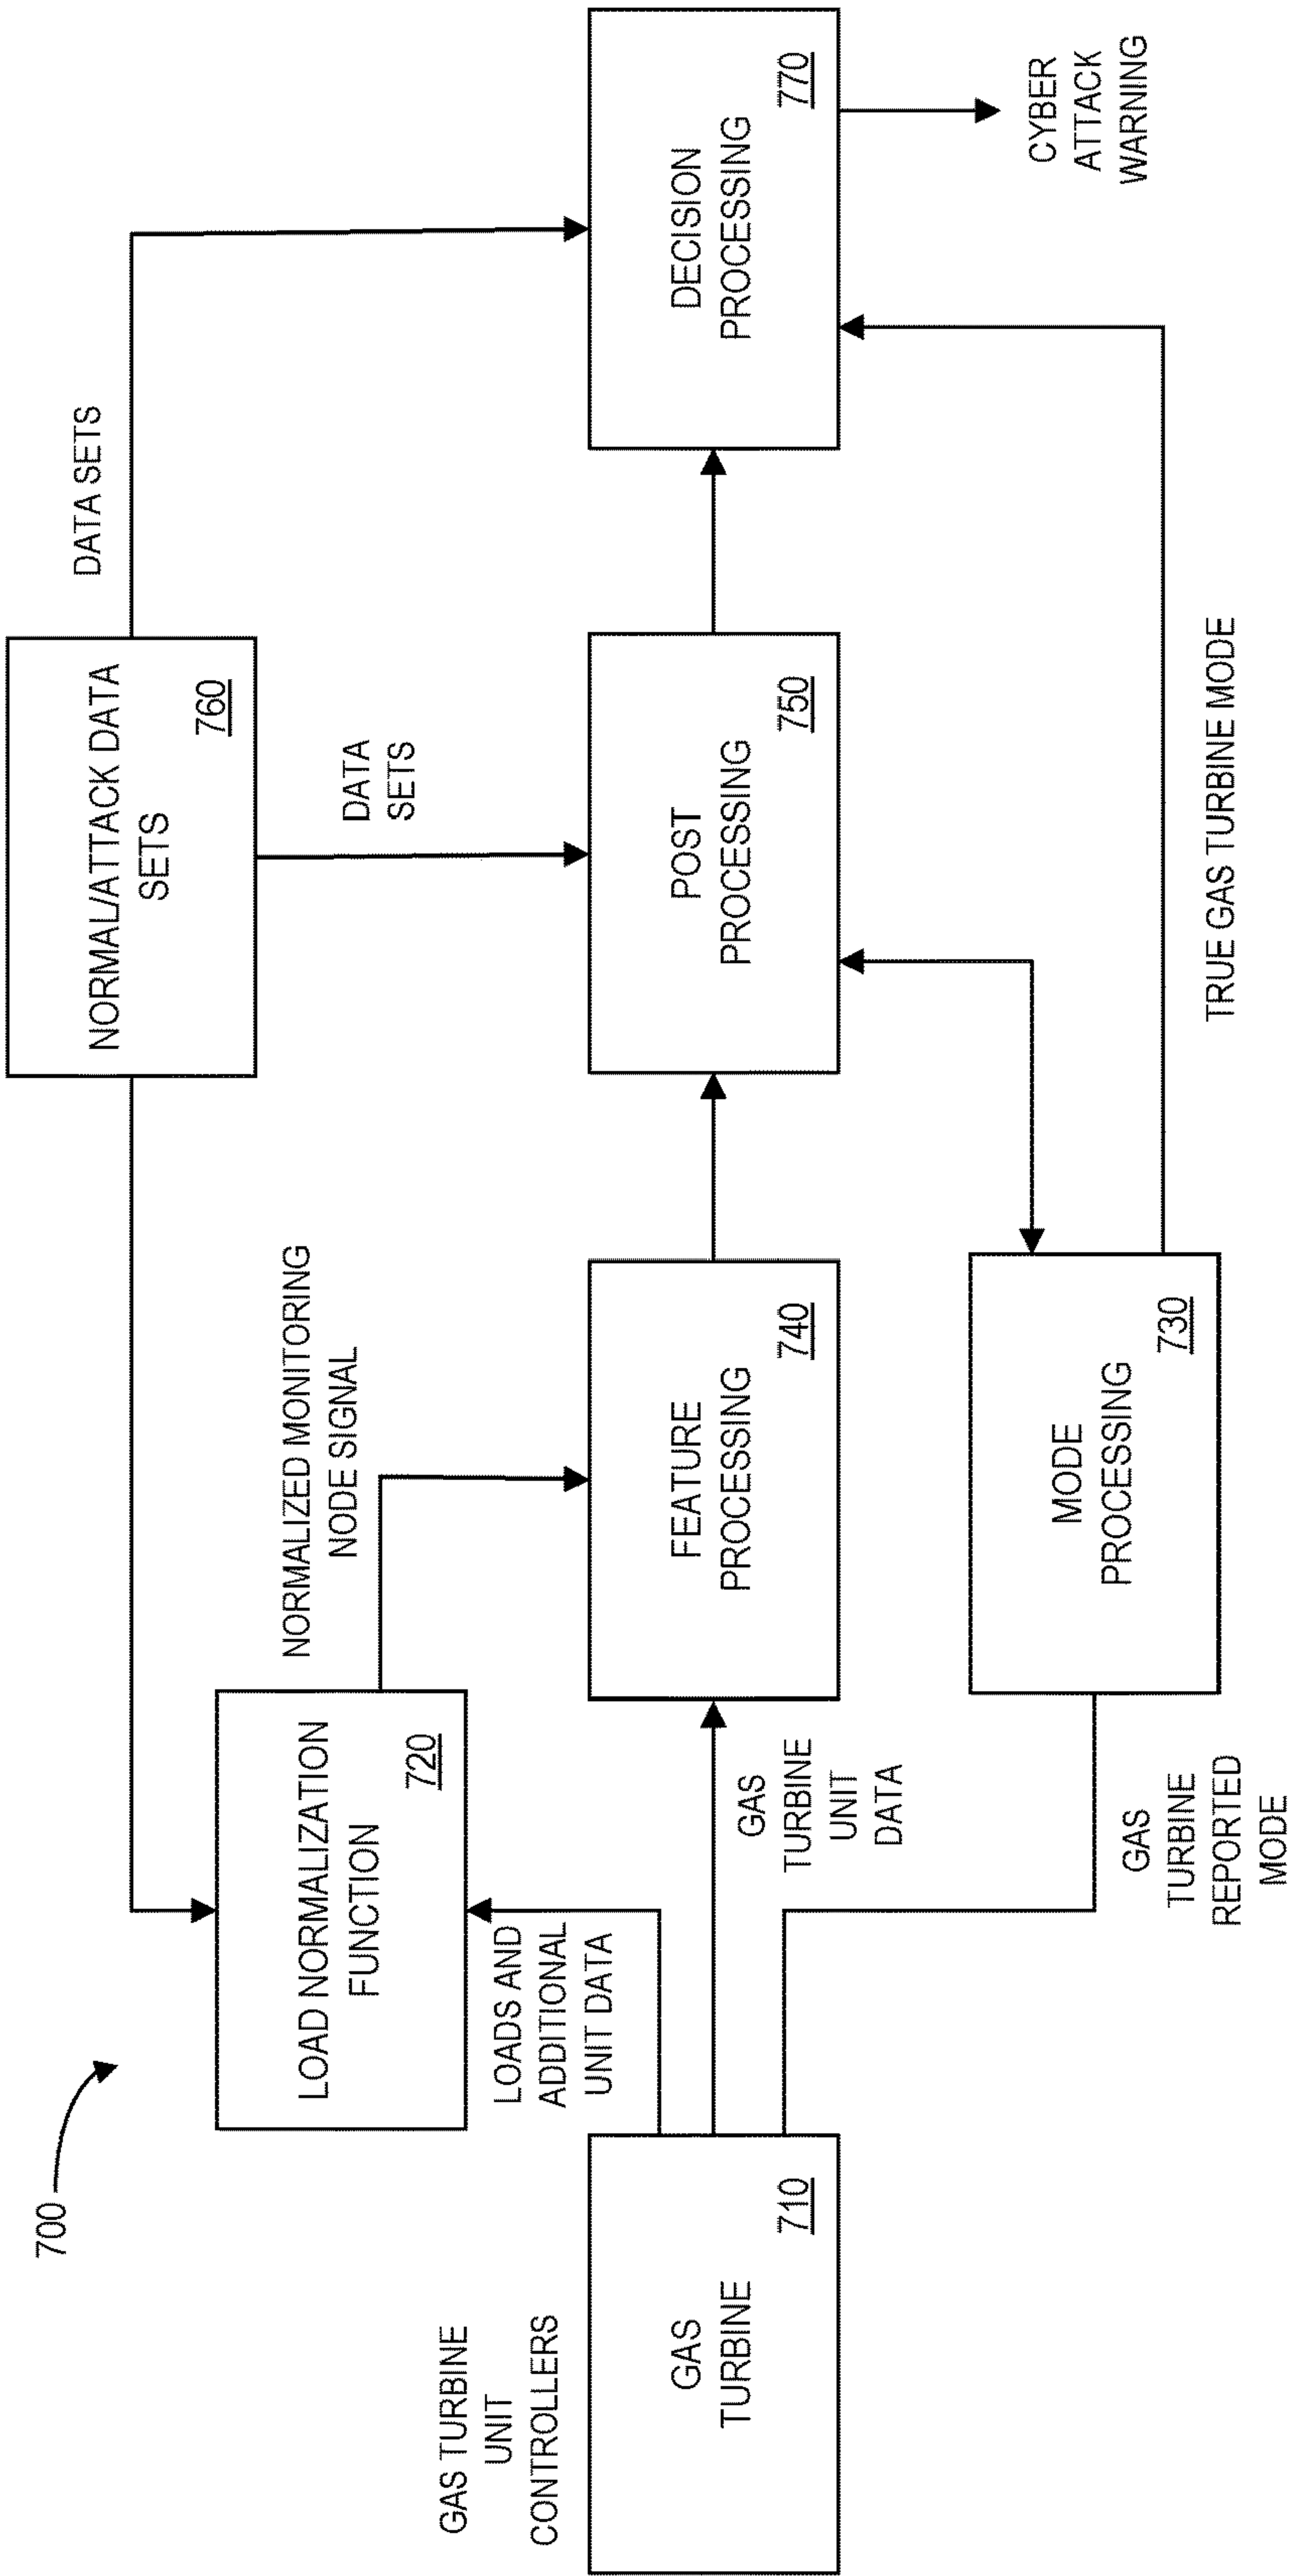 700
NORMAL/ATTACK DATA
SETS
760
DATA SETS
DATA
SETS
LOAD NORMALIZATION
FUNCTION
720
NORMALIZED MONITORING
NODE SIGNAL
LOADS AND
ADDITIONAL
UNIT DATA
GAS TURBINE
UNIT
CONTROLLERS
GAS
TURBINE
710
GAS
TURBINE
UNIT
DATA
FEATURE
PROCESSING
740
POST
PROCESSING
750
DECISION
PROCESSING
770
CYBER
ATTACK
WARNING
GAS
TURBINE
REPORTED
MODE
MODE
PROCESSING
730
TRUE GAS TURBINE MODE